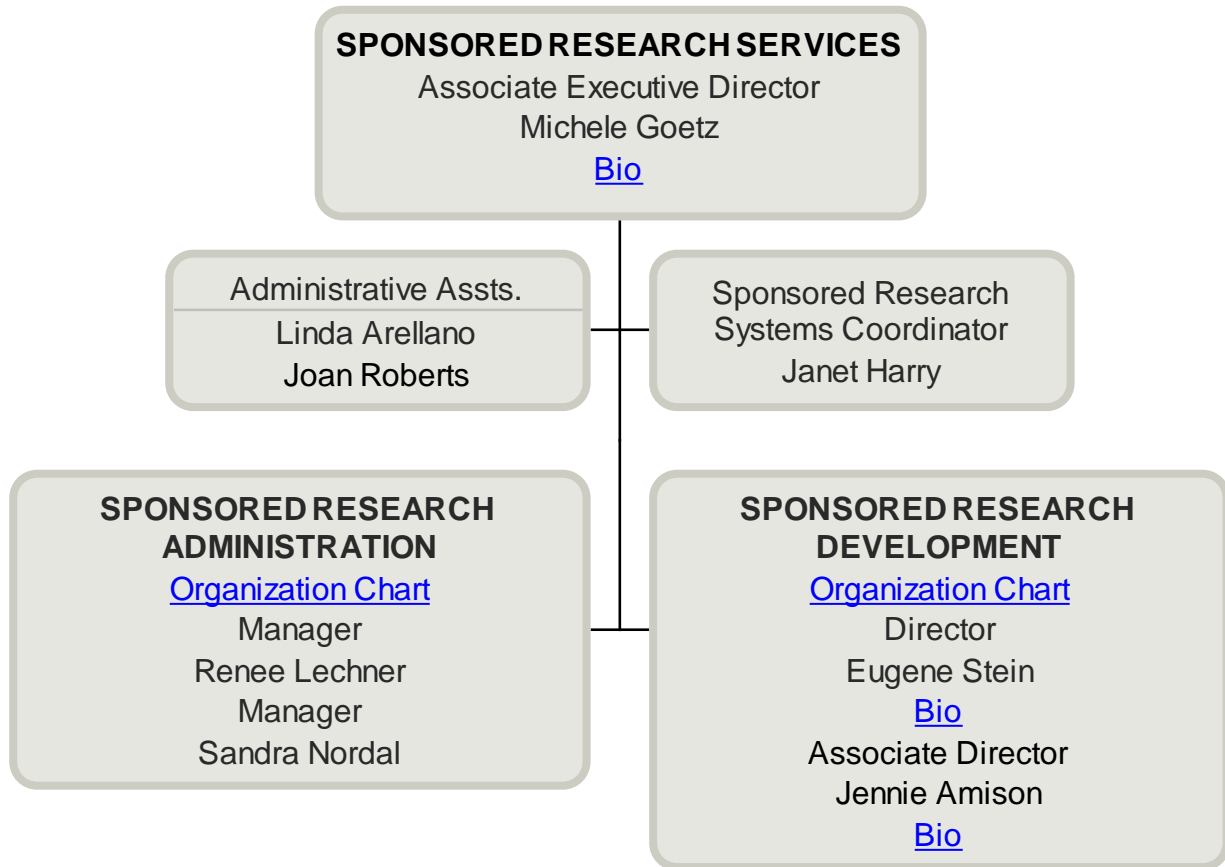 SPONSORED RESEARCH SERVICES
Associate Executive Director
Michele Goetz
Bio
Administrative Assts.
Linda Arellano
Joan Roberts
Sponsored Research
Systems Coordinator
Janet Harry
SPONSORED RESEARCH
ADMINISTRATION
Organization Chart
Manager
Renee Lechner
Manager
Sandra Nordal
SPONSORED RESEARCH
DEVELOPMENT
Organization Chart
Director
Eugene Stein
Bio
Associate Director
Jennie Amison
Bio